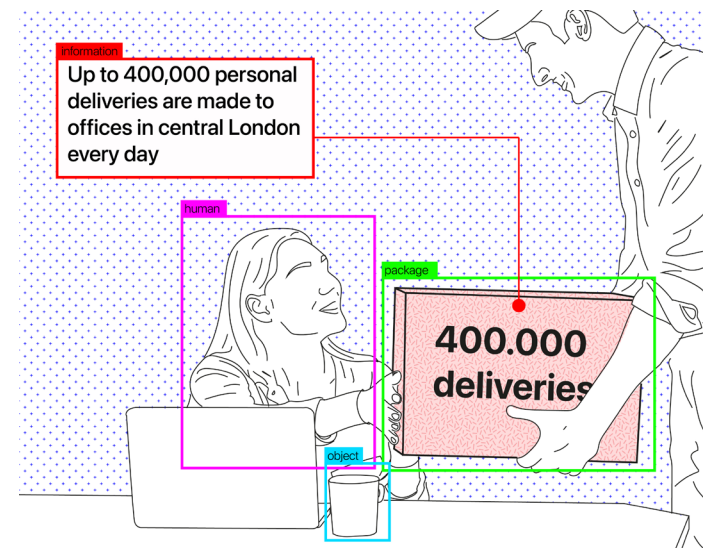 information
Up to 400,000 personal
deliveries are made to
offices in central London
every day
human
package
400.000
deliveries
object